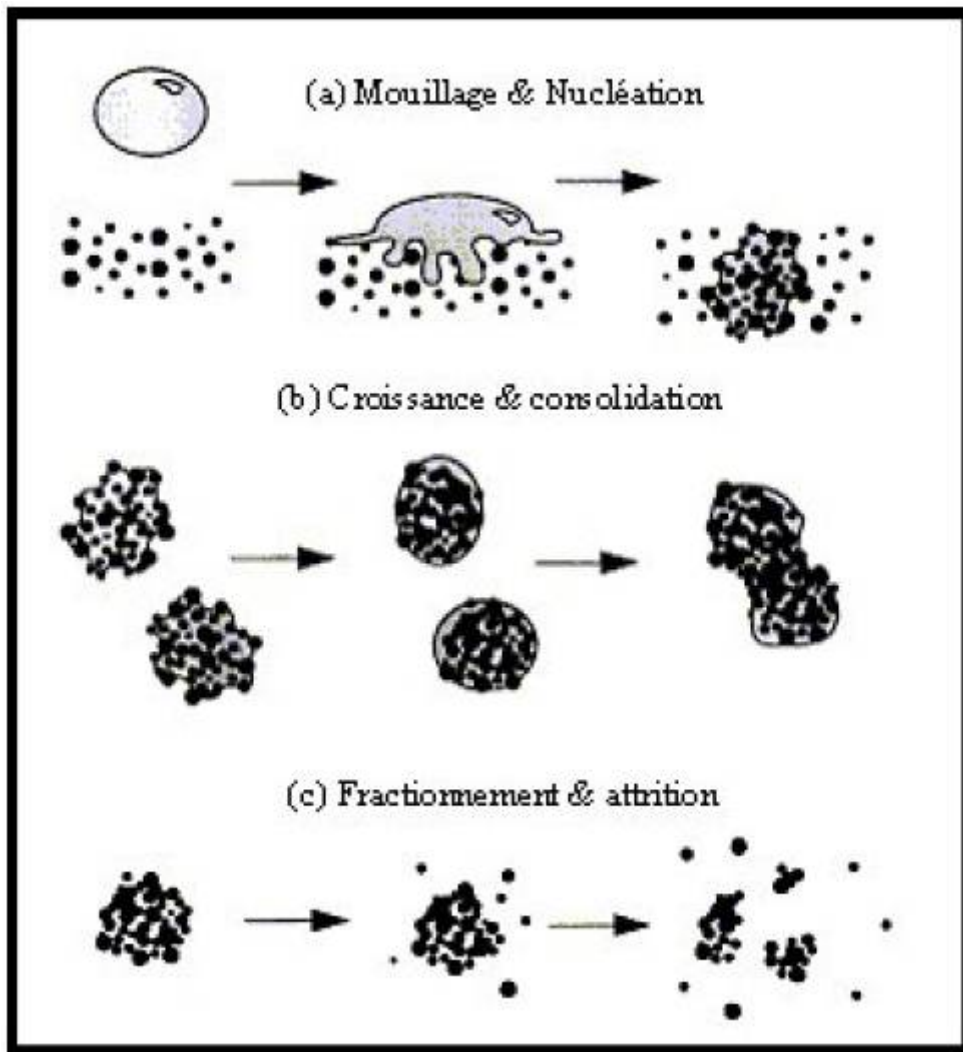 (a) Mouillage & Nucléation
(b) Croissance & consolidation
(c) Fractionnement & attrition